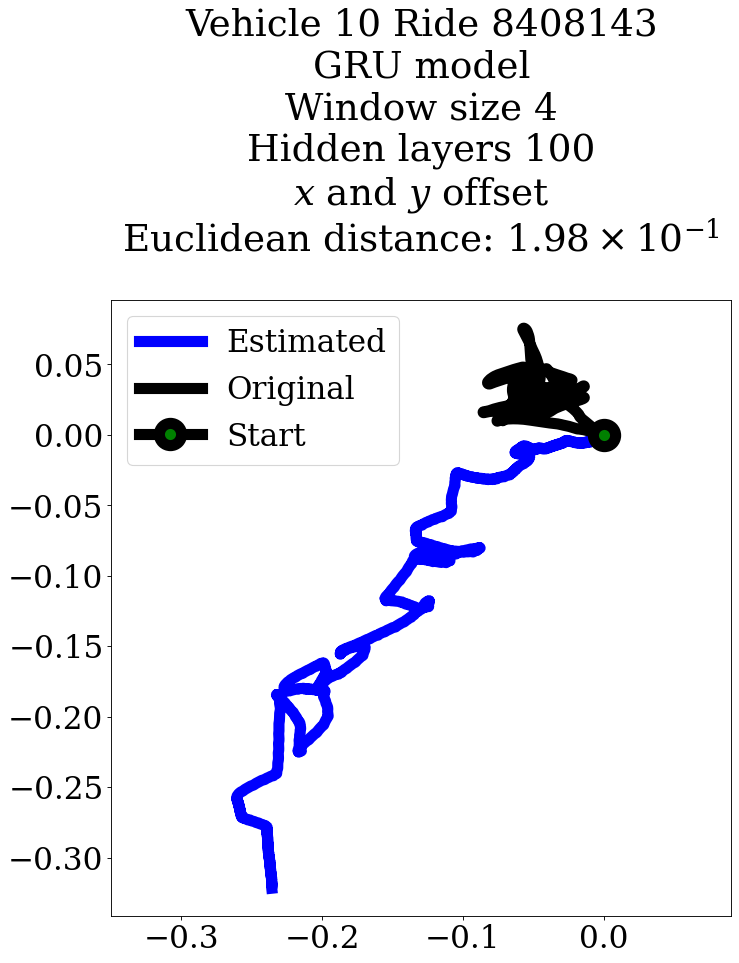 Vehicle 10 Ride 8408143
GRU model
Window size 4
Hidden layers 100
x and y offset
Euclidean distance: 1.98 × 10⁻¹
Estimated
Original
Start
0.05
0.00
−0.05
−0.10
−0.15
−0.20
−0.25
−0.30
−0.3 −0.2 −0.1 0.0